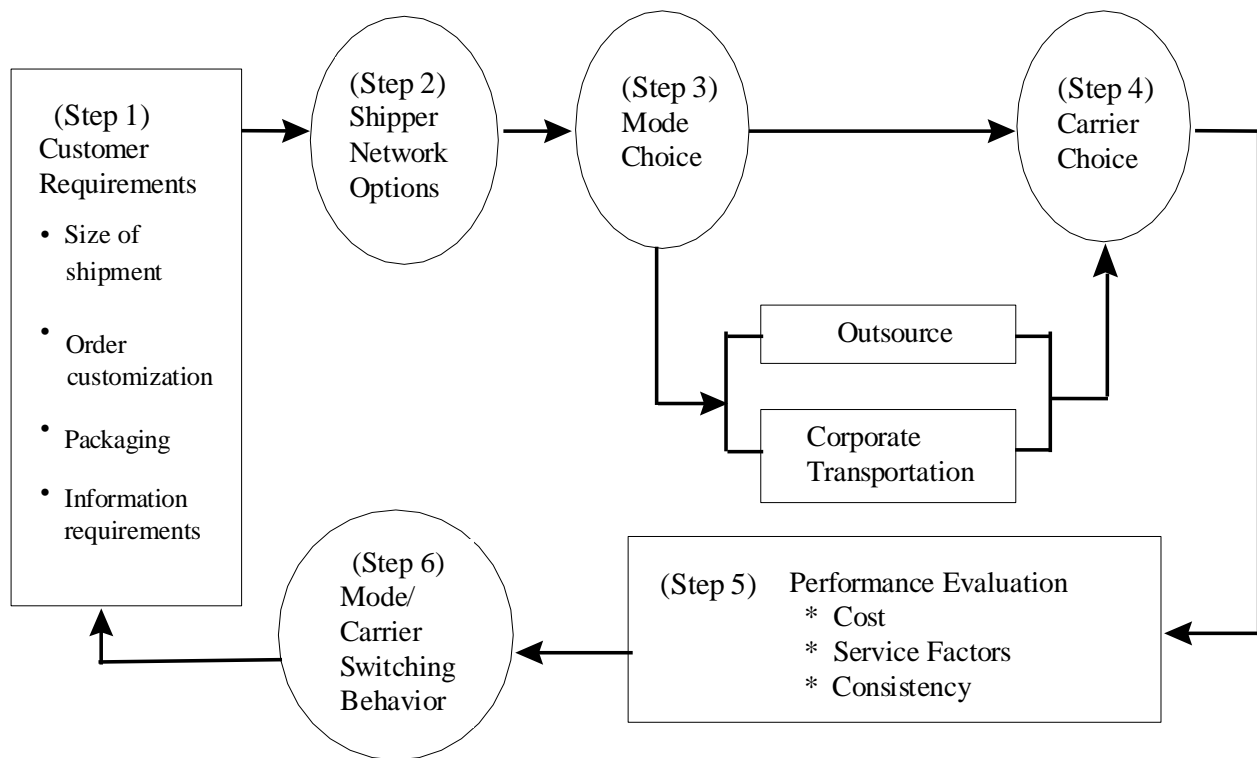 (Step 1)
Customer
Requirements
• Size of
shipment
• Order
customization
• Packaging
• Information
requirements
(Step 2)
Shipper
Network
Options
(Step 3)
Mode
Choice
(Step 4)
Carrier
Choice
Outsource
Corporate
Transportation
(Step 5) Performance Evaluation
* Cost
* Service Factors
* Consistency
(Step 6)
Mode/
Carrier
Switching
Behavior